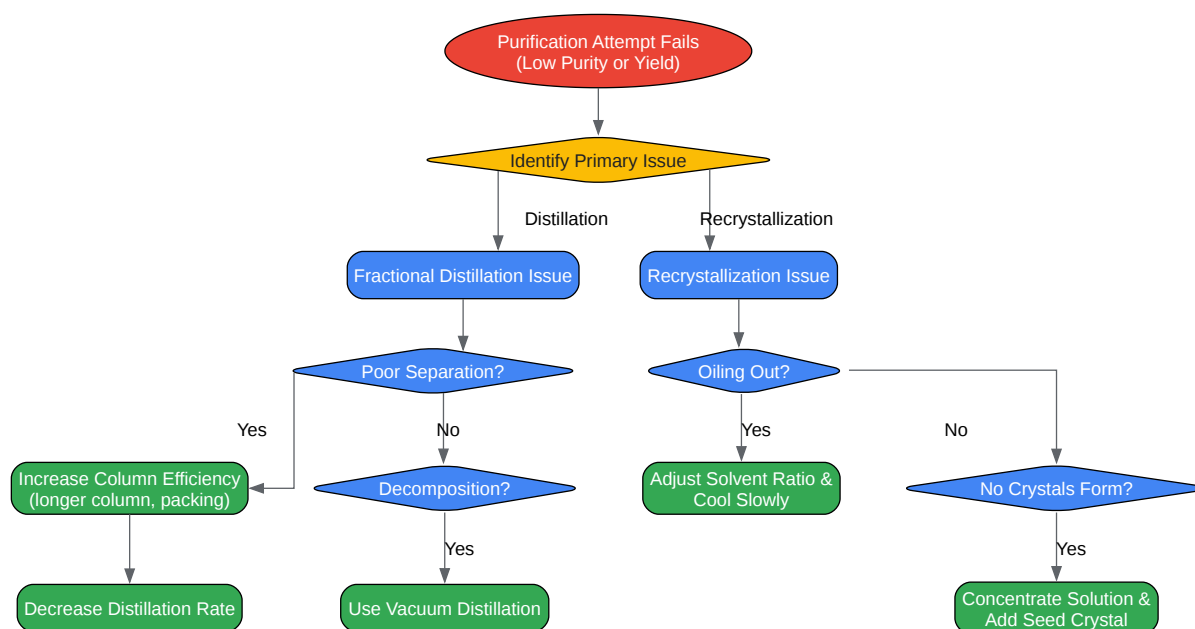 Purification Attempt Fails
(Low Purity or Yield)
Identify Primary Issue
Distillation
Recrystallization
Fractional Distillation Issue
Recrystallization Issue
Poor Separation?
Oiling Out?
Yes
No
Yes
No
Increase Column Efficiency
(longer column, packing)
Decomposition?
Adjust Solvent Ratio &
Cool Slowly
No Crystals Form?
Yes
Yes
Decrease Distillation Rate
Use Vacuum Distillation
Concentrate Solution &
Add Seed Crystal